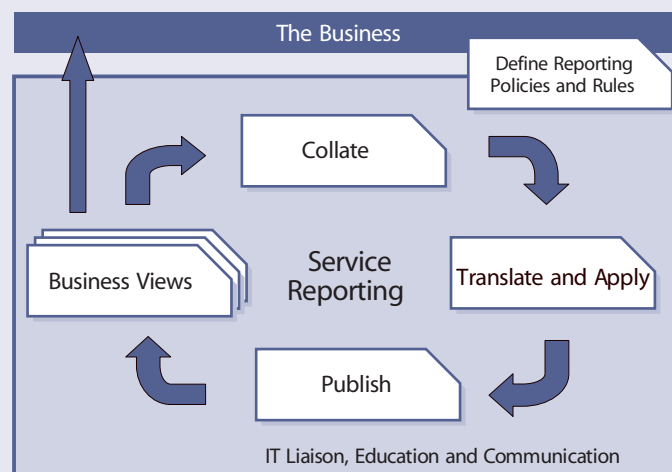 The Business
Define Reporting
Policies and Rules
Collate
Business Views
Service
Reporting
Translate and Apply
Publish
IT Liaison, Education and Communication